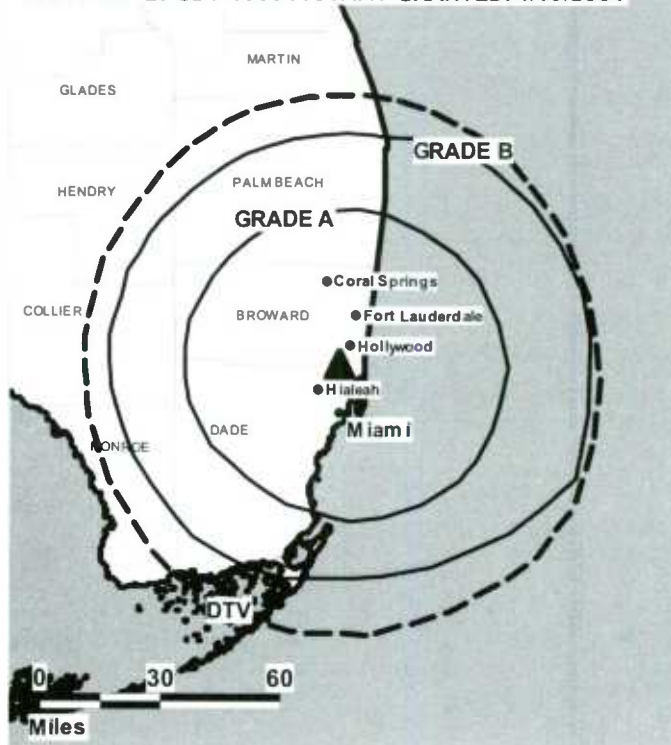 MARTIN
GLADES
GRADE B
HENDRY
PALM BEACH
GRADE A
Coral Springs
COLLIER
BROWARD
Fort Lauderdale
Hollywood
Hialeah
DADE
Miami
MONROE
DTV
0 30 60
Miles